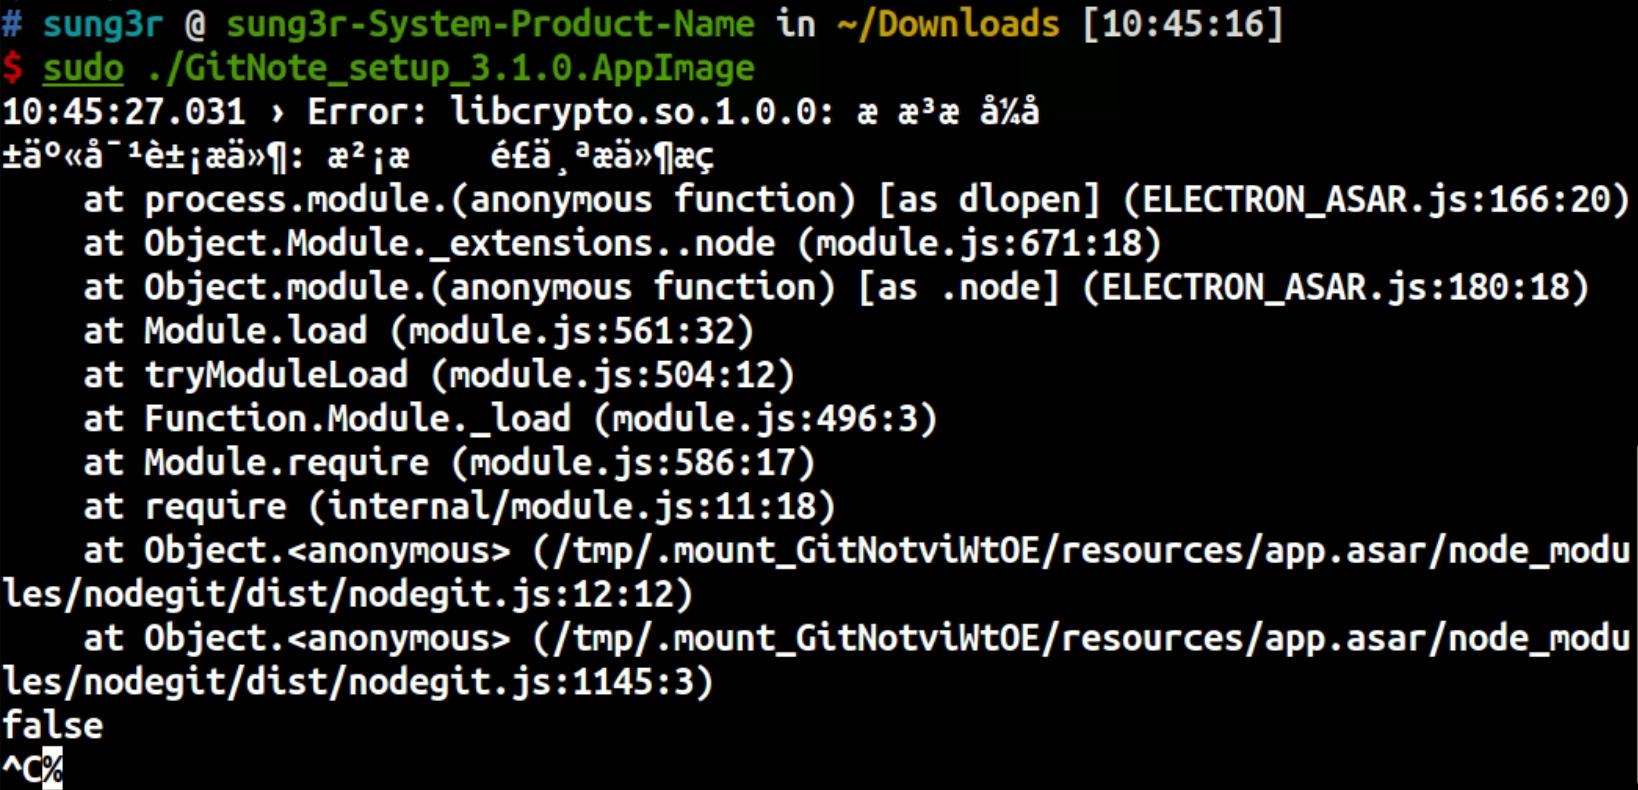 # sung3r @ sung3r-System-Product-Name in ~/Downloads [10:45:16]
$ sudo ./GitNote_setup_3.1.0.AppImage
10:45:27.031 › Error: libcrypto.so.1.0.0: æ æ³æ å¼å
±äº«å¯¹è±¡æä»¶: æ²¡æ    é£ä¸ªæä»¶æç
    at process.module.(anonymous function) [as dlopen] (ELECTRON_ASAR.js:166:20)
    at Object.Module._extensions..node (module.js:671:18)
    at Object.module.(anonymous function) [as .node] (ELECTRON_ASAR.js:180:18)
    at Module.load (module.js:561:32)
    at tryModuleLoad (module.js:504:12)
    at Function.Module._load (module.js:496:3)
    at Module.require (module.js:586:17)
    at require (internal/module.js:11:18)
    at Object.<anonymous> (/tmp/.mount_GitNotviWtOE/resources/app.asar/node_modu
les/nodegit/dist/nodegit.js:12:12)
    at Object.<anonymous> (/tmp/.mount_GitNotviWtOE/resources/app.asar/node_modu
les/nodegit/dist/nodegit.js:1145:3)
false
^C%